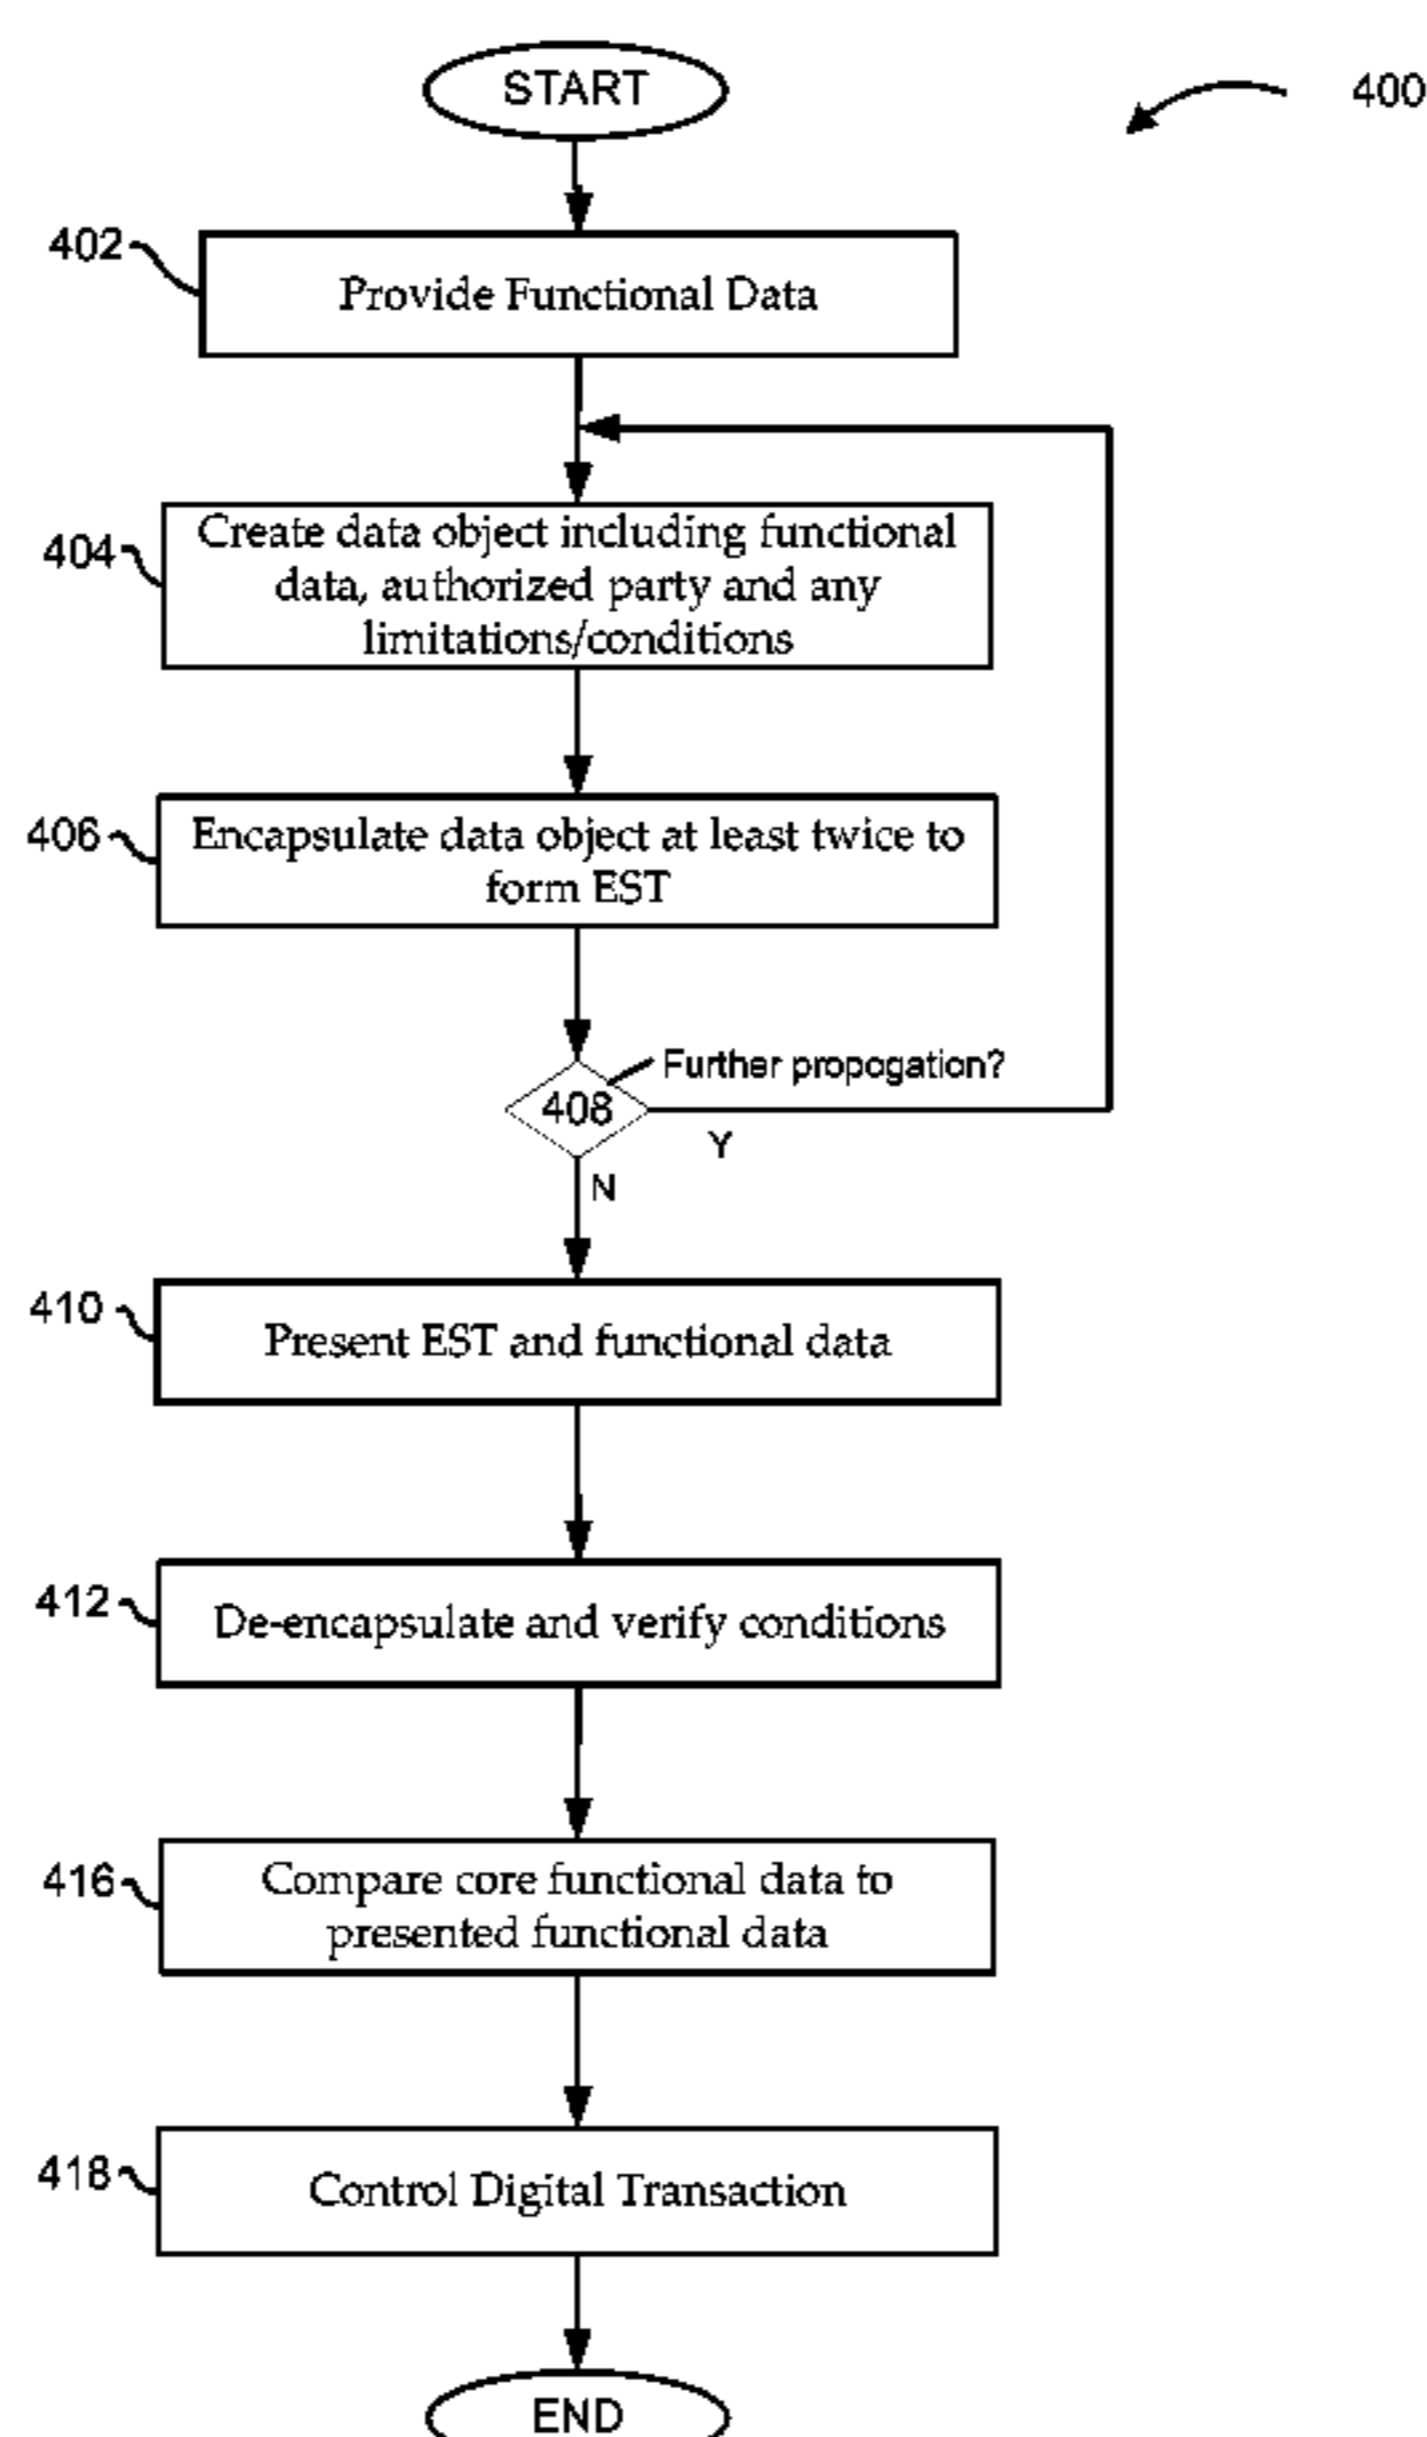 START
400
402
Provide Functional Data
404
Create data object including functional
data, authorized party and any
limitations/conditions
406
Encapsulate data object at least twice to
form EST
Further propogation?
408
Y
N
410
Present EST and functional data
412
De-encapsulate and verify conditions
416
Compare core functional data to
presented functional data
418
Control Digital Transaction
END